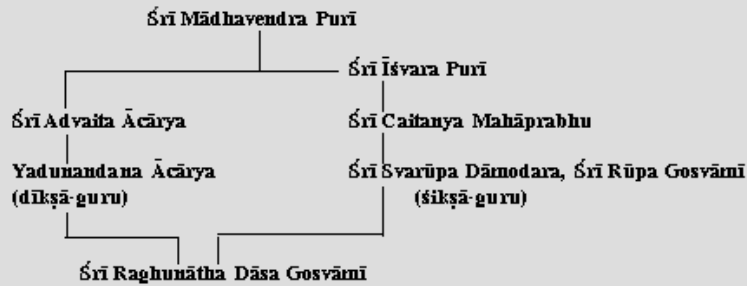 Śrī Mādhavendra Purī
Śrī Īśvara Purī
Śrī Advaita Ācārya
Śrī Caitanya Mahāprabhu
Yadunandana Ācārya
(dīkṣā-guru)
Śrī Svarūpa Dāmodara, Śrī Rūpa Gosvāmī
(śikṣā-guru)
Śrī Raghunātha Dāsa Gosvāmī